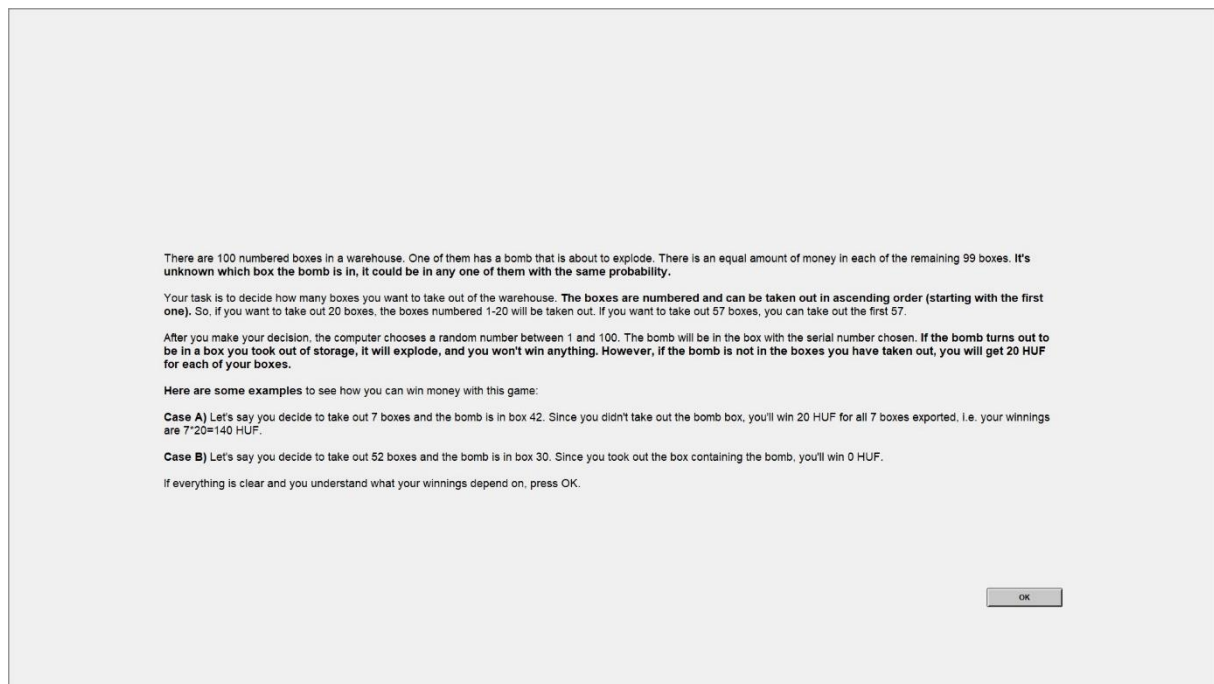 There are 100 numbered boxes in a warehouse. One of them has a bomb that is about to explode. There is an equal amount of money in each of the remaining 99 boxes. It's
unknown which box the bomb is in, it could be in any one of them with the same probability.
Your task is to decide how many boxes you want to take out of the warehouse. The boxes are numbered and can be taken out in ascending order (starting with the first
one). So, if you want to take out 20 boxes, the boxes numbered 1-20 will be taken out. If you want to take out 57 boxes, you can take out the first 57.
After you make your decision, the computer chooses a random number between 1 and 100. The bomb will be in the box with the serial number chosen. If the bomb turns out to
be in a box you took out of storage, it will explode, and you won't win anything. However, if the bomb is not in the boxes you have taken out, you will get 20 HUF
for each of your boxes.
Here are some examples to see how you can win money with this game:
Case A) Let's say you decide to take out 7 boxes and the bomb is in box 42. Since you didn't take out the bomb box, you'll win 20 HUF for all 7 boxes exported, i.e. your winnings
are 7*20=140 HUF.
Case B) Let's say you decide to take out 52 boxes and the bomb is in box 30. Since you took out the box containing the bomb, you'll win 0 HUF.
If everything is clear and you understand what your winnings depend on, press OK.
OK